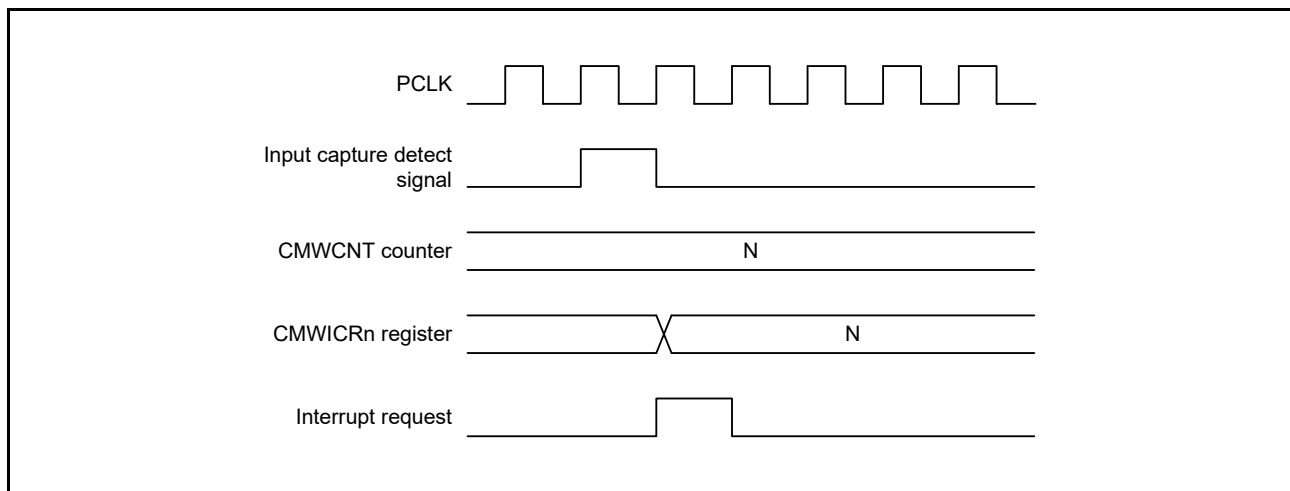 PCLK
Input capture detect
signal
CMWCNT counter
N
CMWICRn register
N
Interrupt request